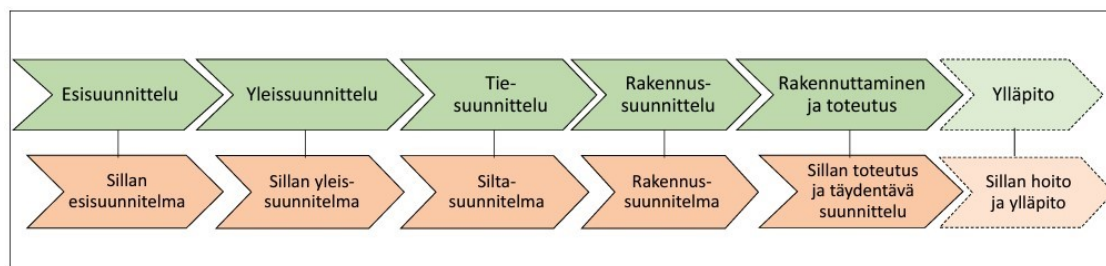 Esisuunnittelu
Yleissuunnittelu
Tie-
suunnittelu
Rakennus-
suunnittelu
Rakennuttaminen
ja toteutus
Ylläpito
Sillan
esisuunnitelma
Sillan yleis-
suunnitelma
Silta-
suunnitelma
Rakennus-
suunnitelma
Sillan toteutus
ja täydentävä
suunnittelu
Sillan hoito
ja ylläpito